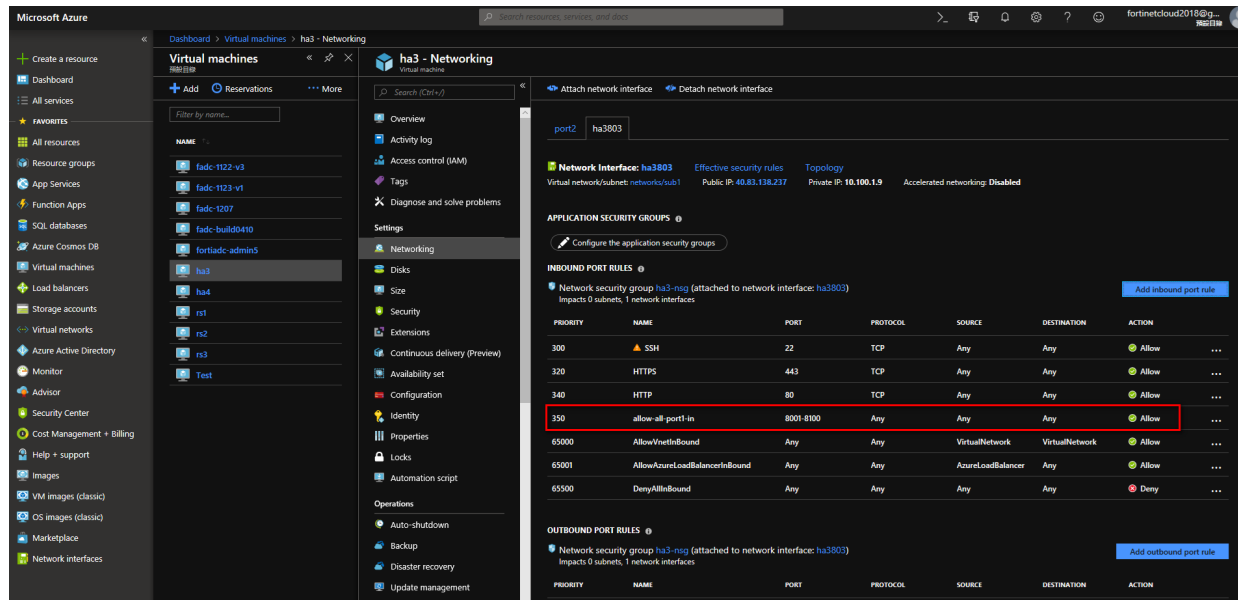 Microsoft Azure
Search resources, services, and docs
fortinetcloud2018@g...
預設目錄
Dashboard > Virtual machines > ha3 - Networking
Create a resource
Dashboard
All services
FAVORITES
All resources
Resource groups
App Services
Function Apps
SQL databases
Azure Cosmos DB
Virtual machines
Load balancers
Storage accounts
Virtual networks
Azure Active Directory
Monitor
Advisor
Security Center
Cost Management + Billing
Help + support
Images
VM images (classic)
OS images (classic)
Marketplace
Network interfaces
Virtual machines
預設目錄
Add Reservations More
Filter by name...
NAME
fadc-1122-v3
fadc-1123-v1
fadc-1207
fadc-build0410
fortiadc-admin5
ha3
ha4
rs1
rs2
rs3
Test
ha3 - Networking
Virtual machine
Search (Ctrl+/)
Overview
Activity log
Access control (IAM)
Tags
Diagnose and solve problems
Settings
Networking
Disks
Size
Security
Extensions
Continuous delivery (Preview)
Availability set
Configuration
Identity
Properties
Locks
Automation script
Operations
Auto-shutdown
Backup
Disaster recovery
Update management
Attach network interface Detach network interface
port2 ha3803
Network Interface: ha3803 Effective security rules Topology
Virtual network/subnet: networks/sub1 Public IP: 40.83.138.237 Private IP: 10.100.1.9 Accelerated networking: Disabled
APPLICATION SECURITY GROUPS
Configure the application security groups
INBOUND PORT RULES
Network security group ha3-nsg (attached to network interface: ha3803)
Impacts 0 subnets, 1 network interfaces
Add inbound port rule
PRIORITY NAME PORT PROTOCOL SOURCE DESTINATION ACTION
300 SSH 22 TCP Any Any Allow ...
320 HTTPS 443 TCP Any Any Allow ...
340 HTTP 80 TCP Any Any Allow ...
350 allow-all-port1-in 8001-8100 Any Any Any Allow ...
65000 AllowVnetInBound Any Any VirtualNetwork VirtualNetwork Allow ...
65001 AllowAzureLoadBalancerInBound Any Any AzureLoadBalancer Any Allow ...
65500 DenyAllInBound Any Any Any Any Deny ...
OUTBOUND PORT RULES
Network security group ha3-nsg (attached to network interface: ha3803)
Impacts 0 subnets, 1 network interfaces
Add outbound port rule
PRIORITY NAME PORT PROTOCOL SOURCE DESTINATION ACTION